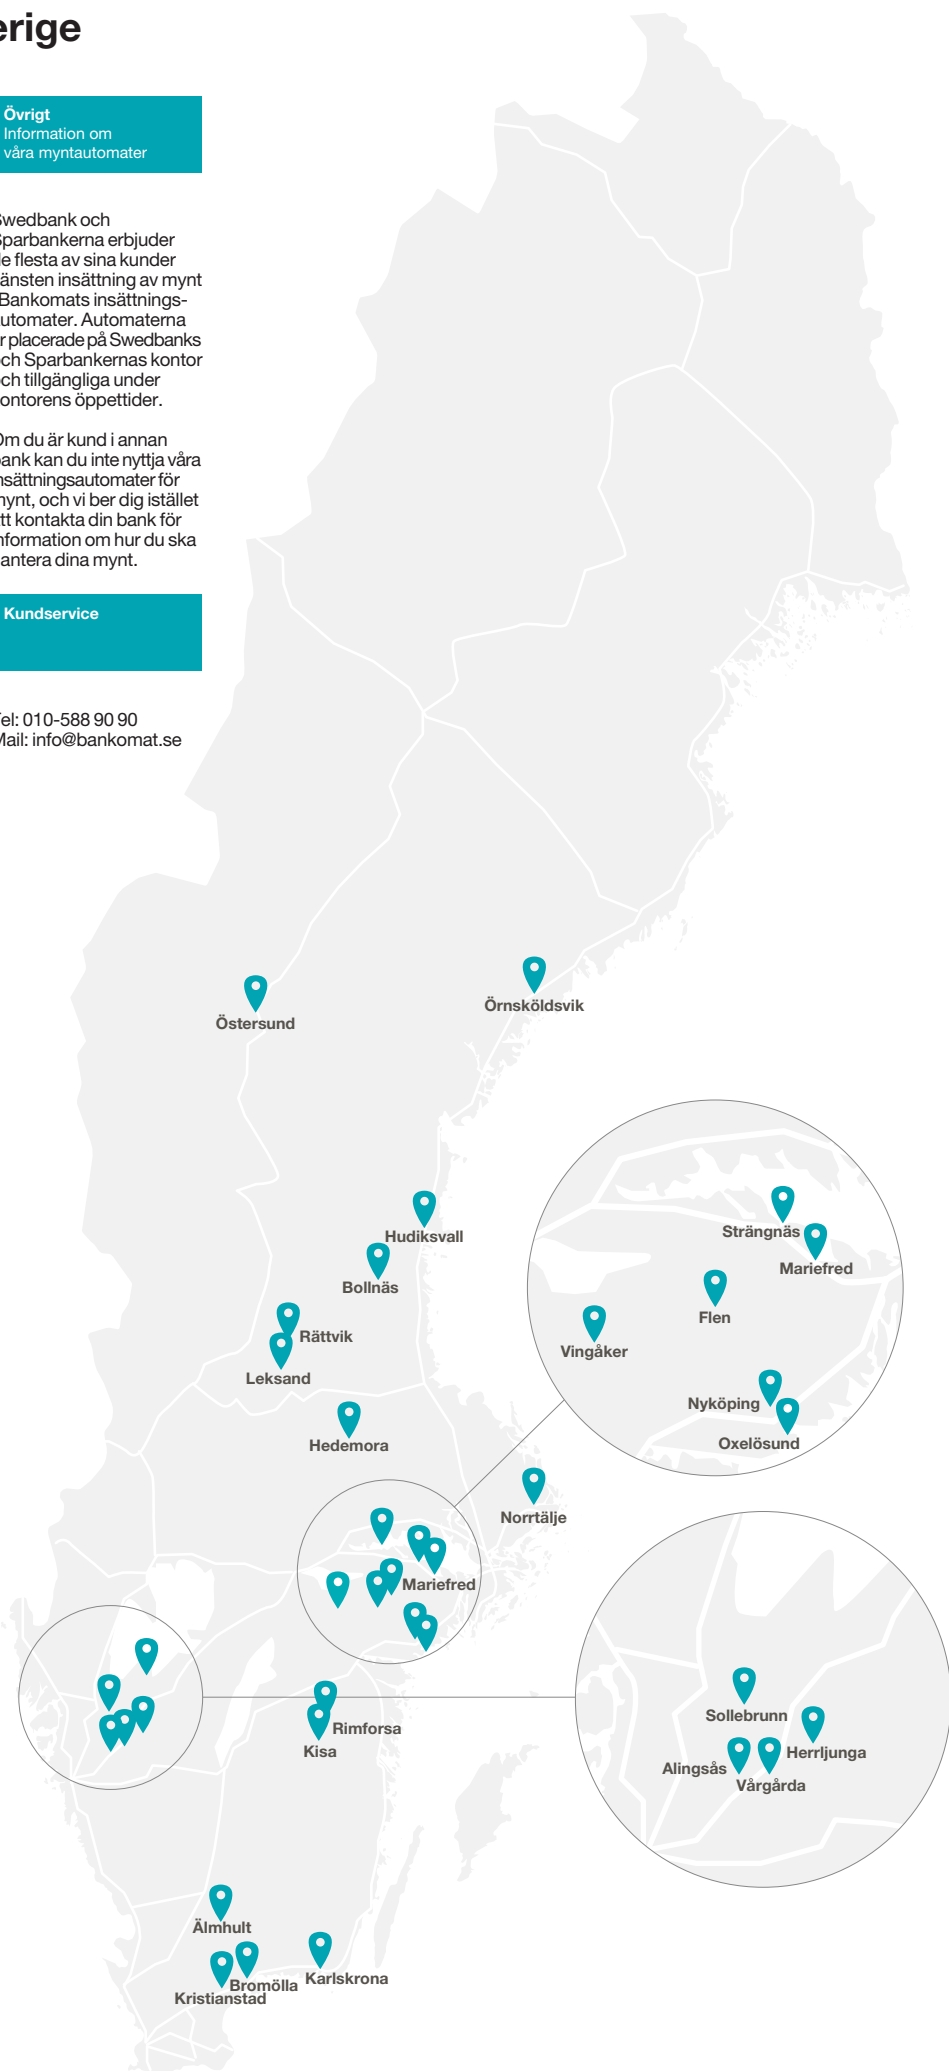 erige
Övrigt
Information om
våra myntautomater
Swedbank och
Sparbankerna erbjuder
de flesta av sina kunder
tjänsten insättning av mynt
Bankomats insättnings-
automater. Automaterna
är placerade på Swedbanks
och Sparbankernas kontor
och tillgängliga under
kontorens öppettider.
Om du är kund i annan
bank kan du inte nyttja våra
insättningsautomater för
mynt, och vi ber dig istället
att kontakta din bank för
information om hur du ska
hantera dina mynt.
Kundservice
Tel: 010-588 90 90
Mail: info@bankomat.se
Östersund
Örnsköldsvik
Hudiksvall
Bollnäs
Rättvik
Leksand
Hedemora
Norrtälje
Mariefred
Strängnäs
Mariefred
Flen
Vingåker
Nyköping
Oxelösund
Rimforsa
Kisa
Sollebrunn
Herrljunga
Alingsås
Vårgårda
Älmhult
Karlskrona
Bromölla
Kristianstad